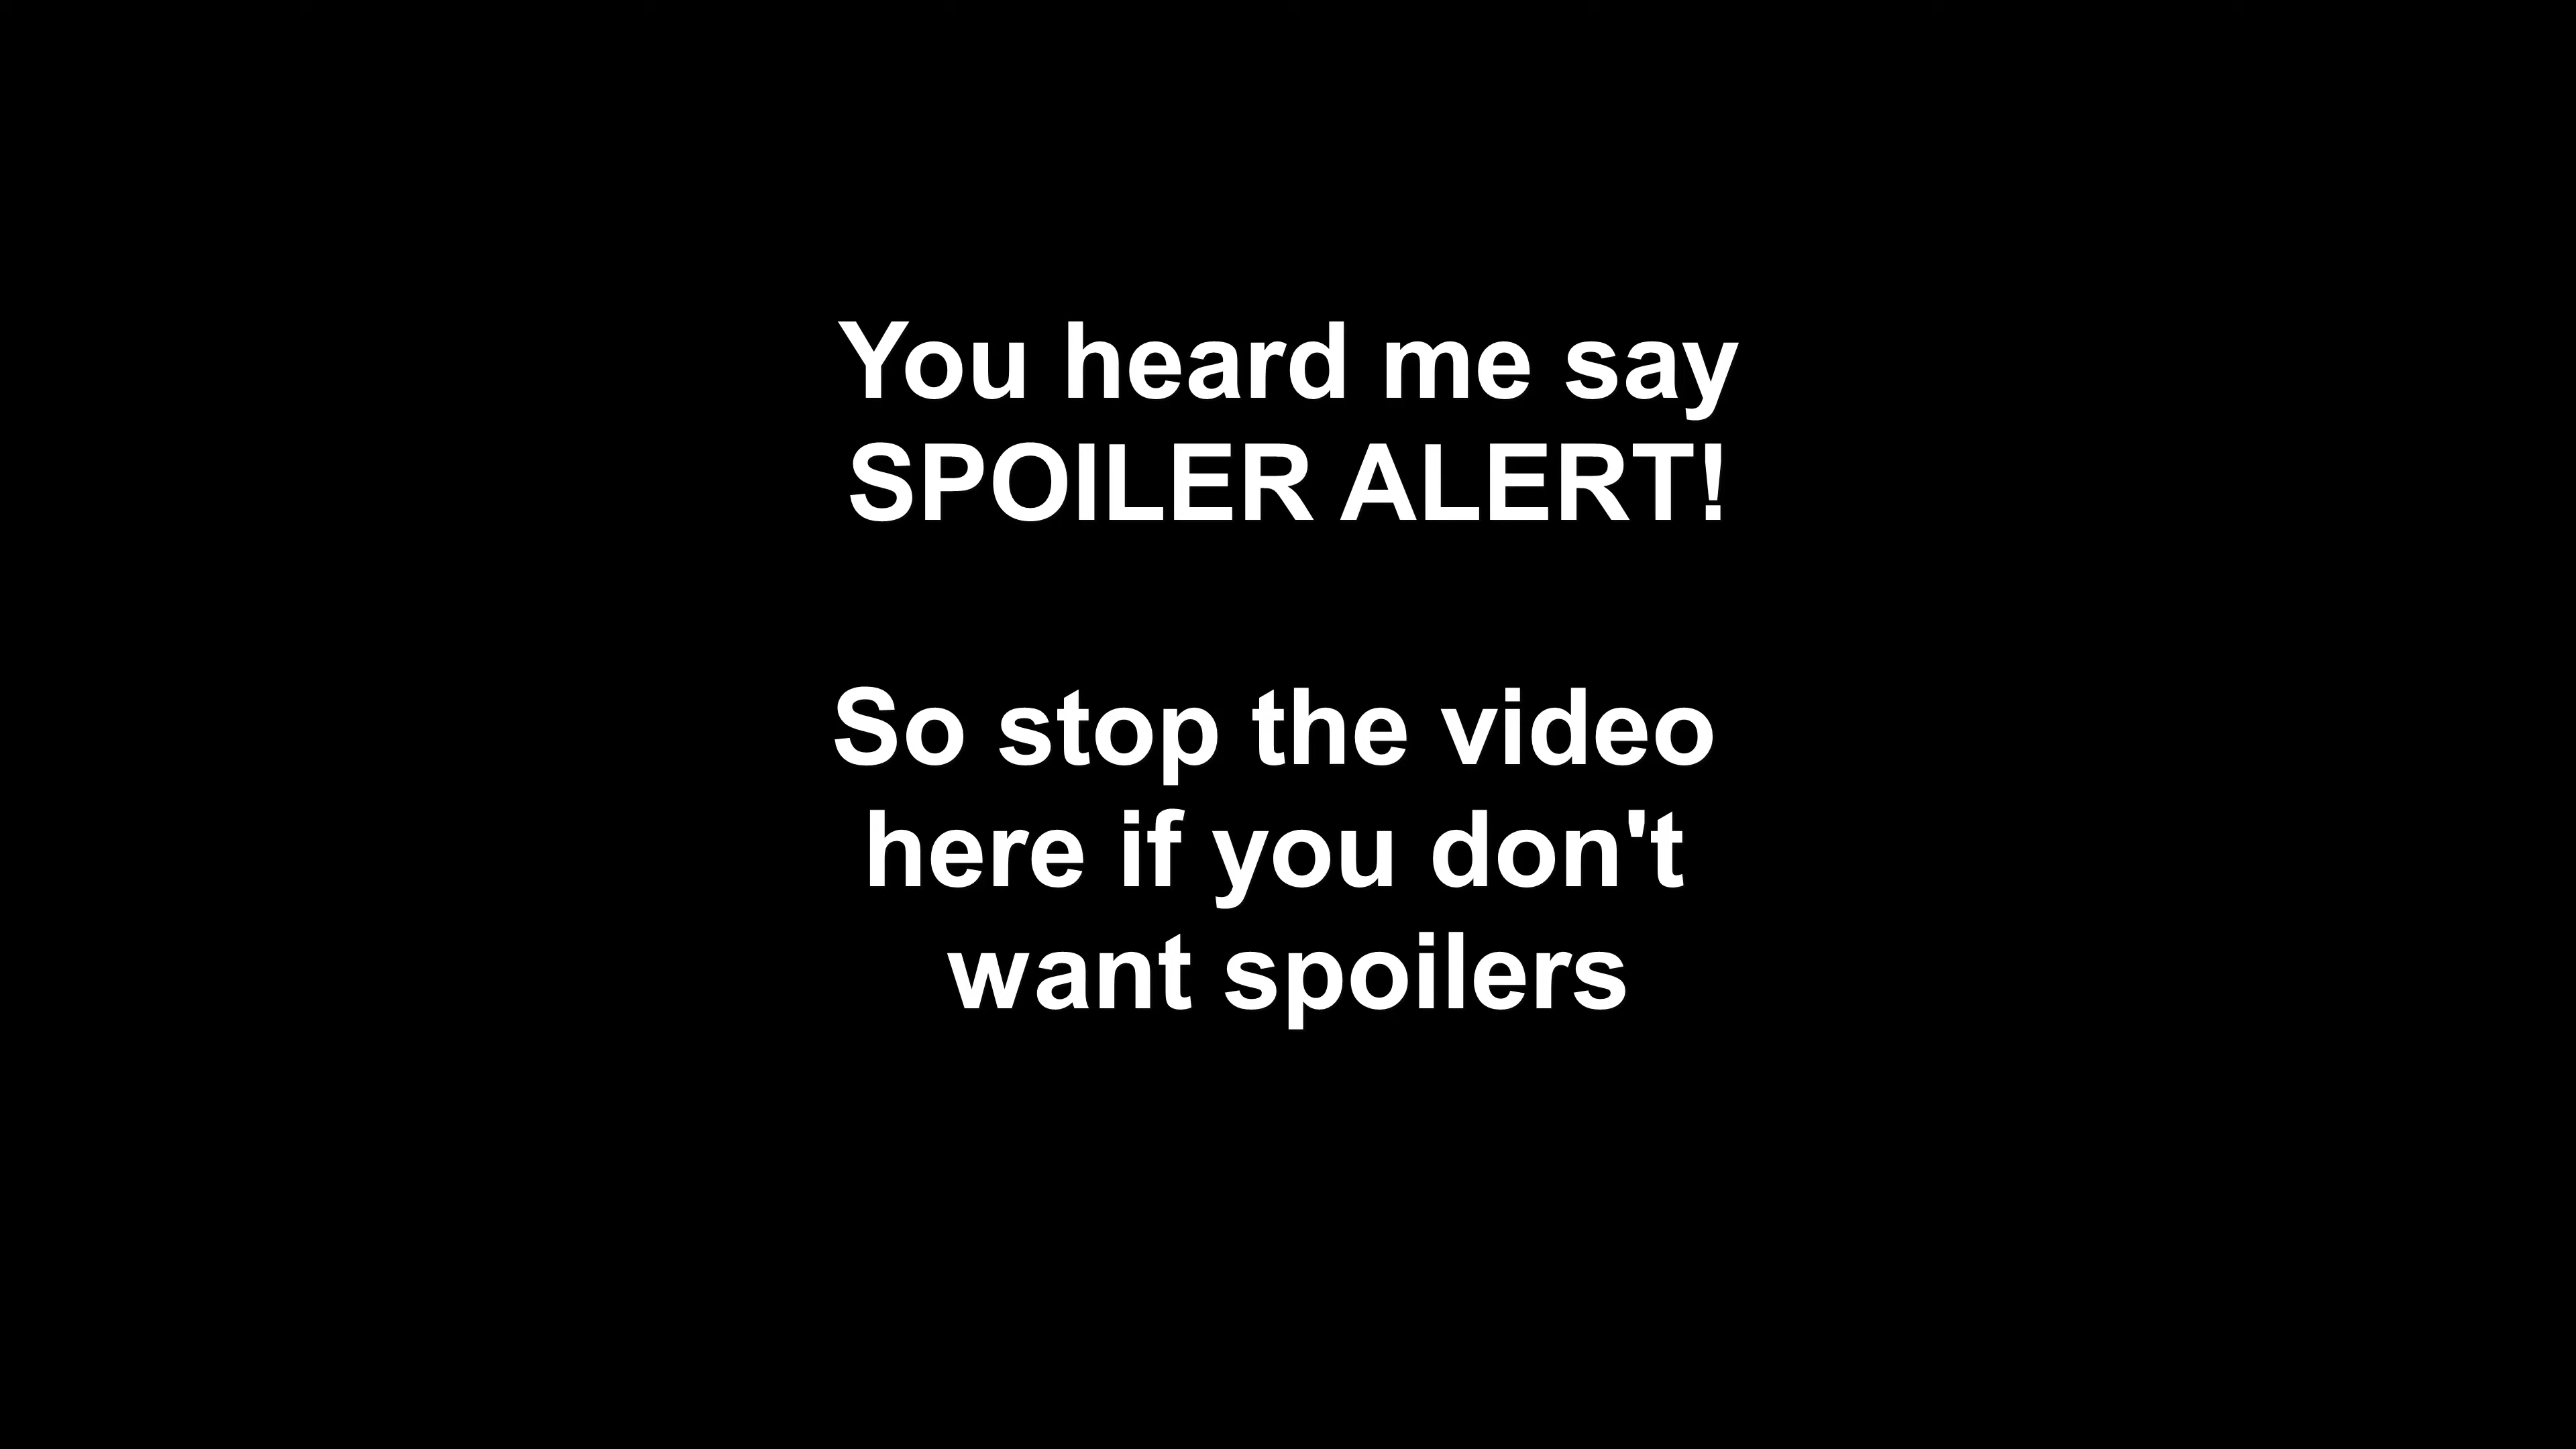 You heard me say
SPOILER ALERT!
So stop the video
here if you don't
want spoilers